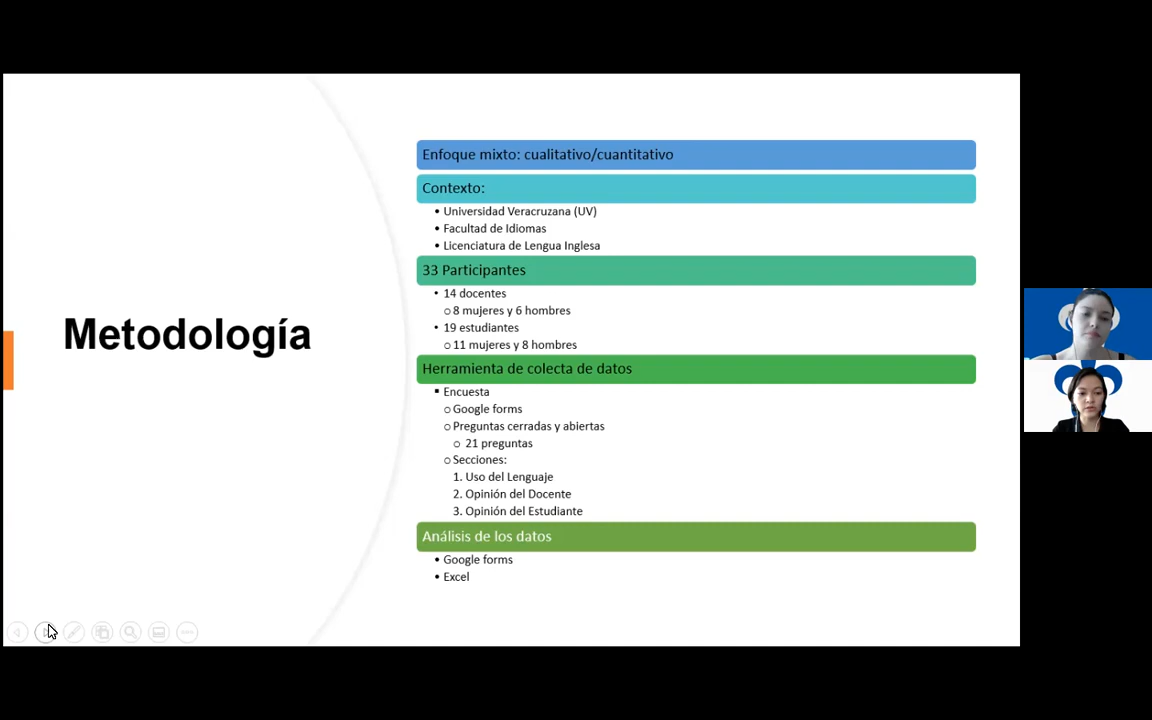 Metodología
Enfoque mixto: cualitativo/cuantitativo
Contexto:
• Universidad Veracruzana (UV)
• Facultad de Idiomas
• Licenciatura de Lengua Inglesa
33 Participantes
• 14 docentes
o 8 mujeres y 6 hombres
• 19 estudiantes
o 11 mujeres y 8 hombres
Herramienta de colecta de datos
▪ Encuesta
o Google forms
o Preguntas cerradas y abiertas
o 21 preguntas
o Secciones:
1. Uso del Lenguaje
2. Opinión del Docente
3. Opinión del Estudiante
Análisis de los datos
• Google forms
• Excel